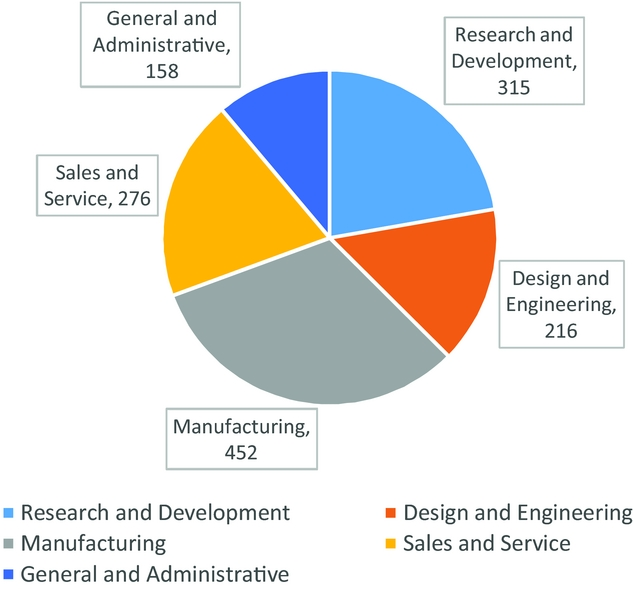 General and
Administrative,
158
Research and
Development,
315
Sales and
Service, 276
Design and
Engineering,
216
Manufacturing,
452
Research and Development
Design and Engineering
Manufacturing
Sales and Service
General and Administrative